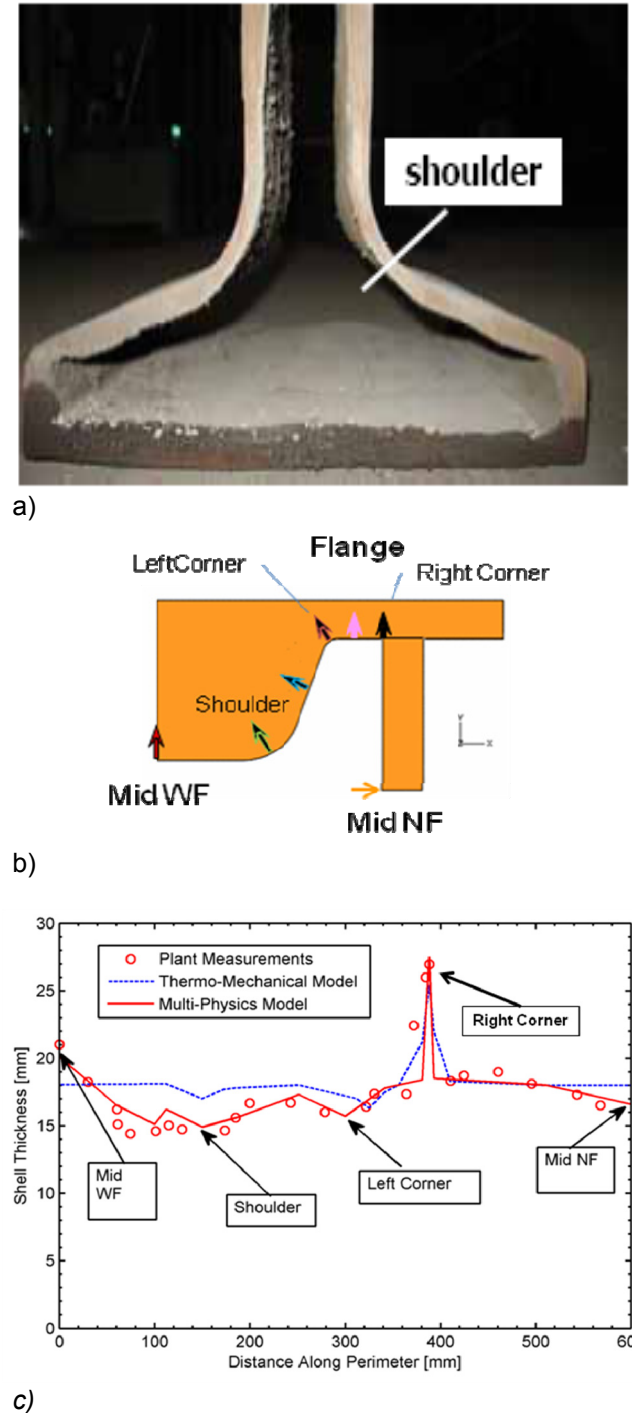 shoulder
a)
Flange
LeftCorner
Right Corner
Shoulder
Y
X
Mid WF
Mid NF
b)
30
25
20
15
10
5
0
Shell Thickness [mm]
Plant Measurements
Thermo-Mechanical Model
Multi-Physics Model
Right Corner
Mid
WF
Shoulder
Left Corner
Mid NF
0
100
200
300
400
500
60
Distance Along Perimeter [mm]
c)